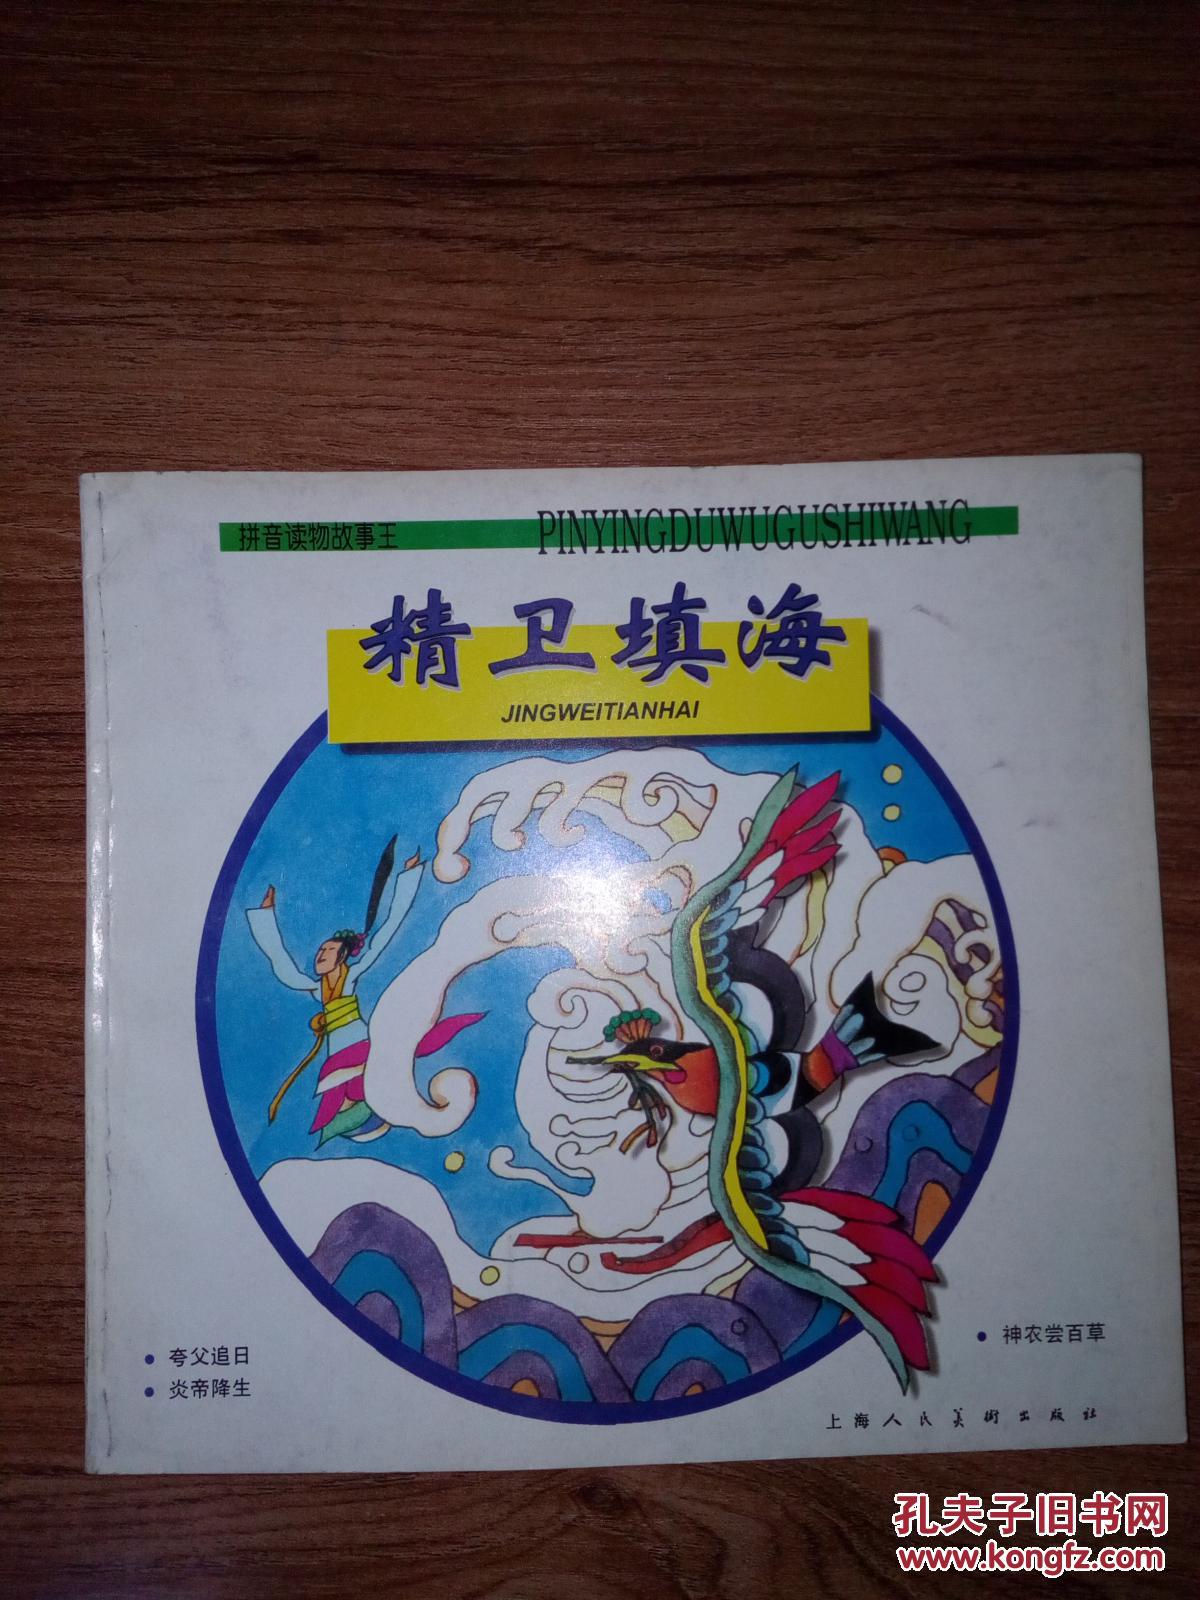 拼音读物故事王
PINYINGDUWUGUSHIWANG
精卫填海
JINGWEITIANHAI
• 夸父追日
• 炎帝降生
• 神农尝百草
上海人民美術出版社
孔夫子旧书网
www.kongfz.com